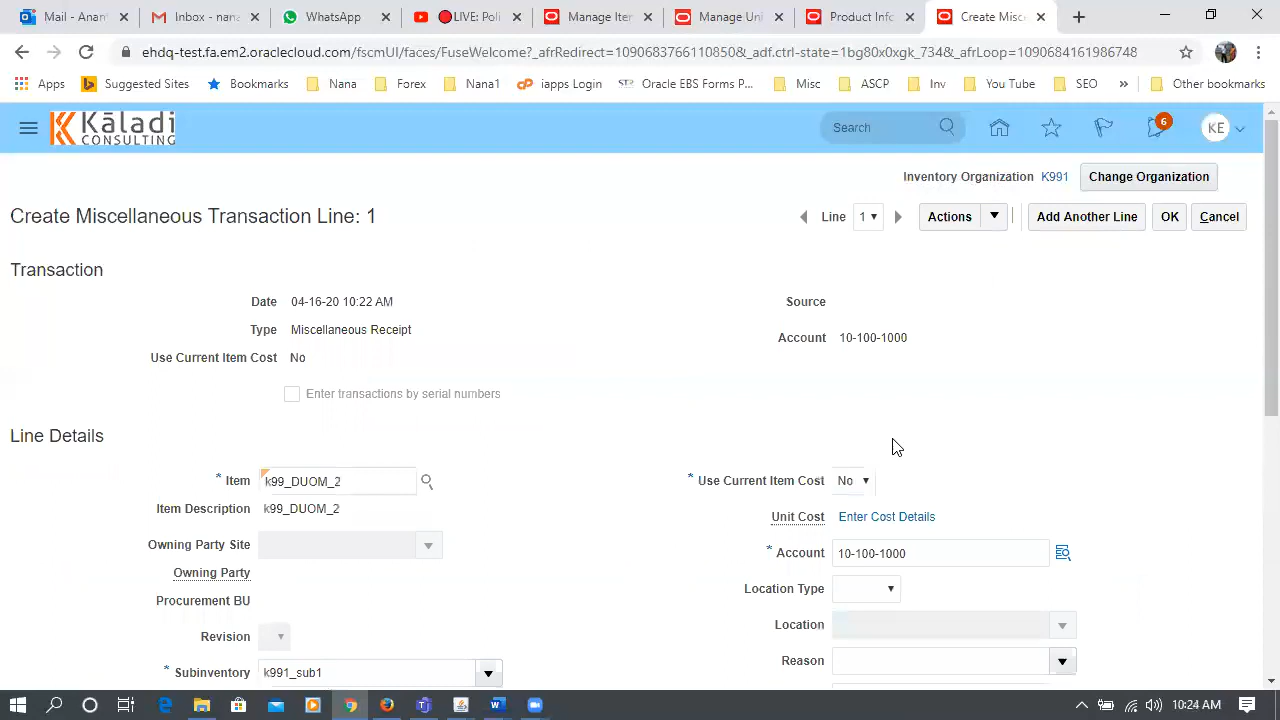 Mail - Anan
Inbox - nana
WhatsApp
LIVE: Poli
Manage Iter
Manage Uni
Product Info
Create Misc
ehdq-test.fa.em2.oraclecloud.com/fscmUI/faces/FuseWelcome?_afrRedirect=10906837661110850&_adf.ctrl-state=1bg80x0xgk_734&_afrLoop=10906841619867​48
Apps
Suggested Sites
Bookmarks
Nana
Forex
Nana1
iapps Login
Oracle EBS Forms P...
Misc
ASCP
Inv
You Tube
SEO
»
Other bookmarks
Kāladi
CONSULTING
Search
6
KE
Inventory Organization K991 Change Organization
Create Miscellaneous Transaction Line: 1
Line 1 Actions Add Another Line OK Cancel
Transaction
Date 04-16-20 10:22 AM
Source
Type Miscellaneous Receipt
Account 10-100-1000
Use Current Item Cost No
Enter transactions by serial numbers
Line Details
* Item k99_DUOM_2
* Use Current Item Cost No
Item Description k99_DUOM_2
Unit Cost Enter Cost Details
Owning Party Site
* Account 10-100-1000
Owning Party
Location Type
Procurement BU
Location
Revision
Reason
* Subinventory k991_sub1
10:24 AM